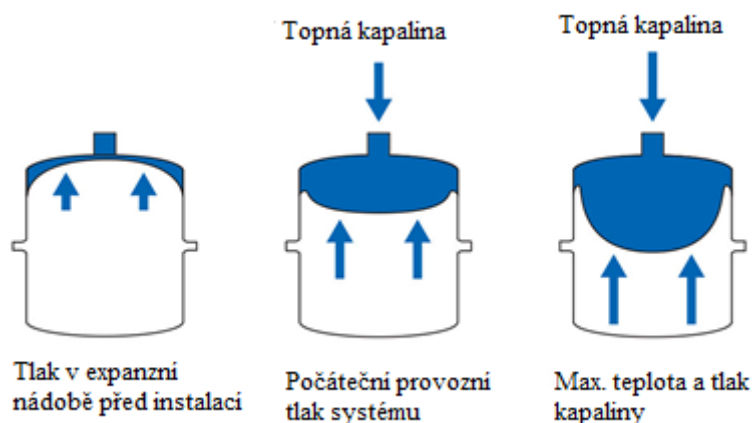 Topná kapalina
Topná kapalina
Tlak v expanzní
nádobě před instalací
Počáteční provozní
tlak systému
Max. teplota a tlak
kapaliny